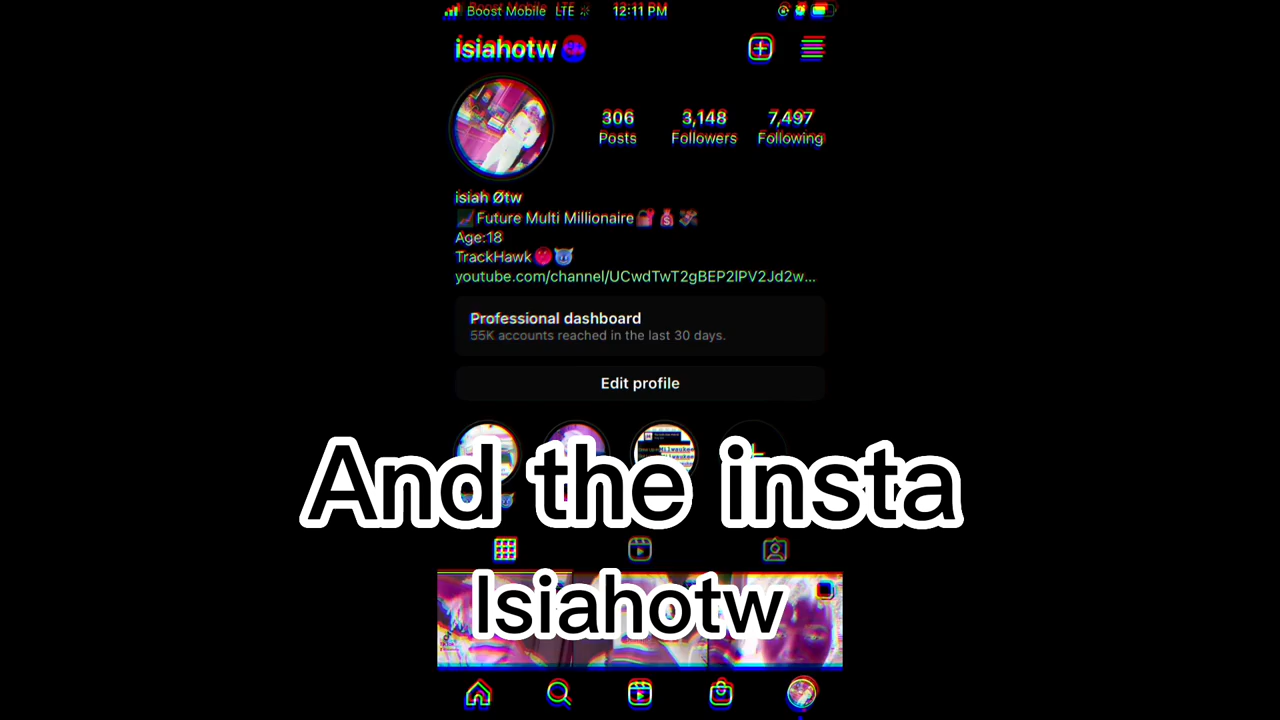 Boost Mobile LTE 12:11 PM
isiahotw
306 3,148 7,497
Posts Followers Following
isiah Øtw
Future Multi Millionaire
Age:18
TrackHawk
youtube.com/channel/UCwdTwT2gBEP2IPV2Jd2w...
Professional dashboard
55K accounts reached in the last 30 days.
Edit profile
And the insta
Isiahotw